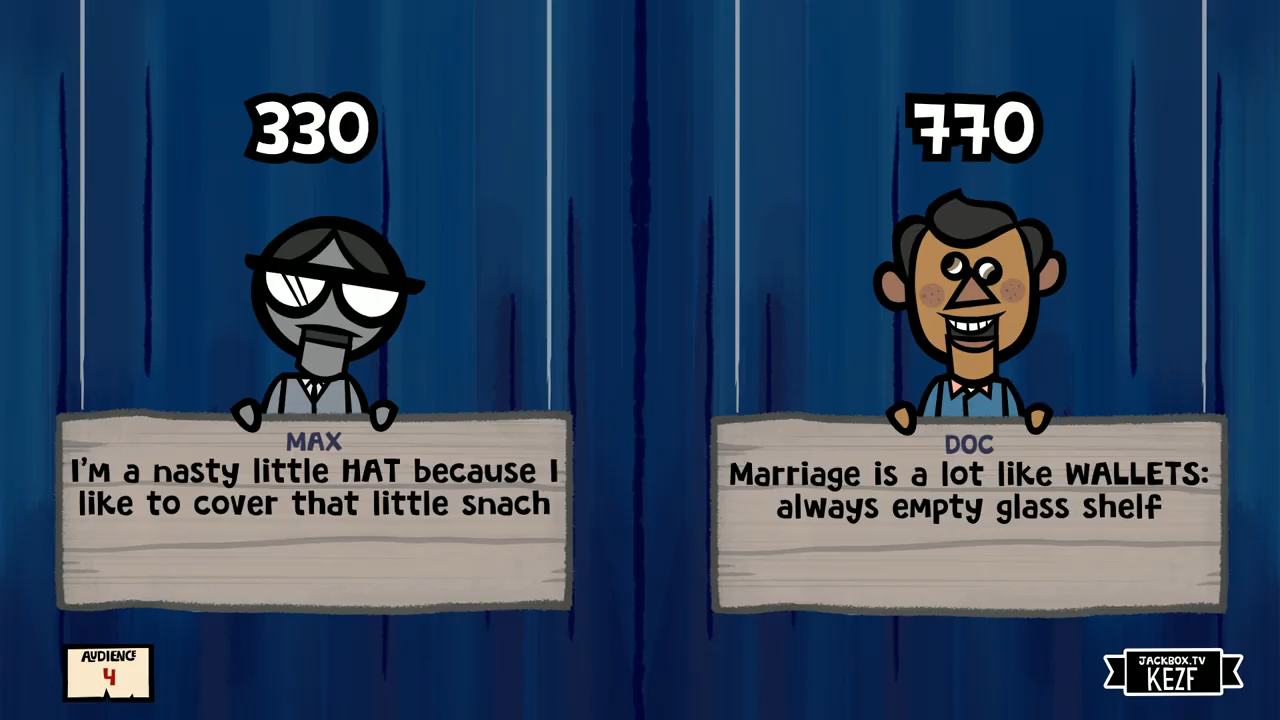 330
770
MAX
I'M a nasty little HAT because I
like to cover that little snach
DOC
Marriage is a lot like WALLETS:
always empty glass shelf
AUDIENCE
4
JACKBOX.TV
KEZF